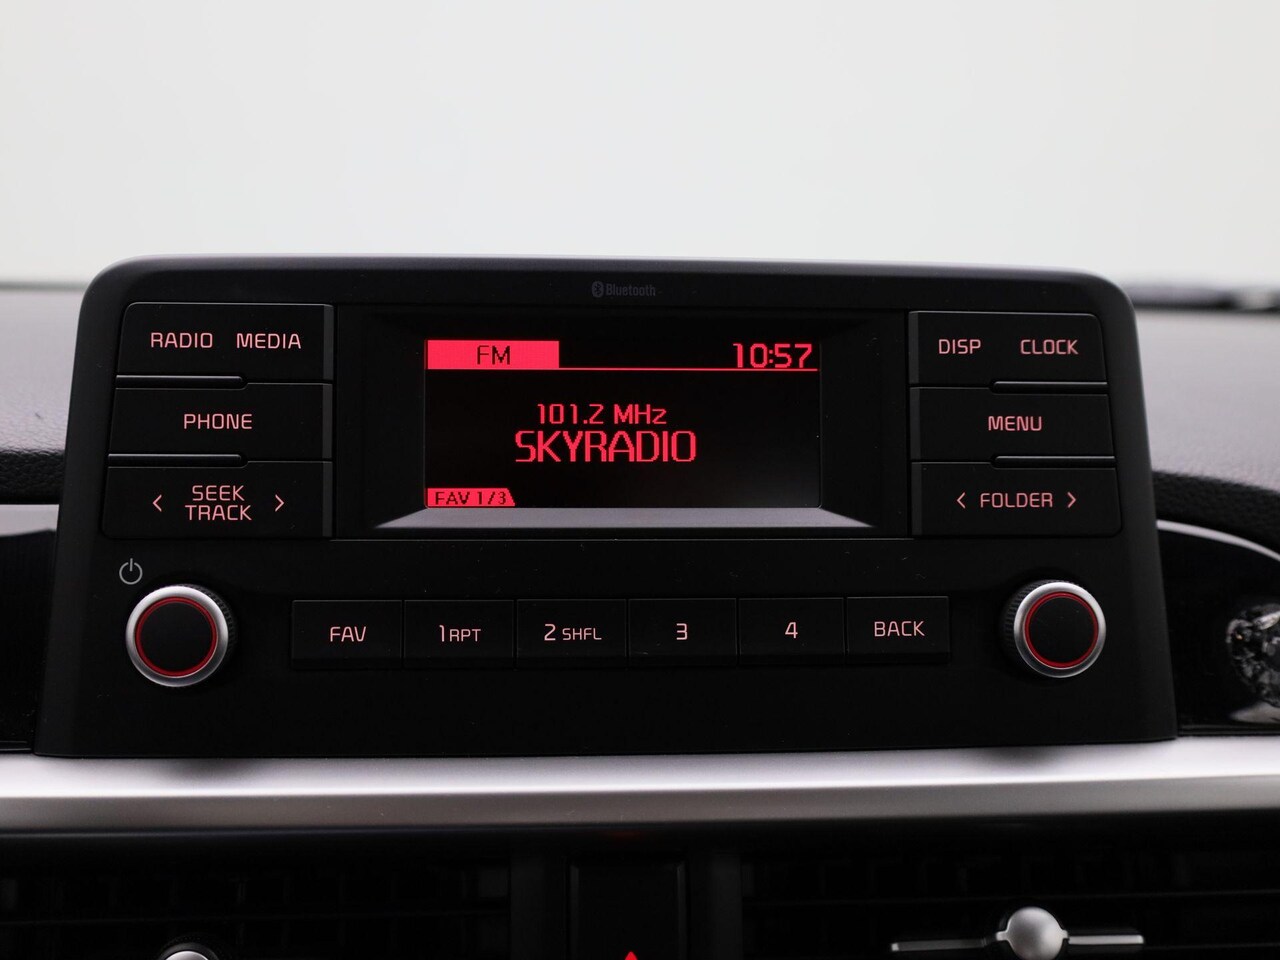 Bluetooth
RADIO MEDIA
PHONE
< SEEK TRACK >
FM 10:57
101.2 MHz
SKYRADIO
FAV 1/3
DISP CLOCK
MENU
< FOLDER >
FAV 1 RPT 2 SHFL 3 4 BACK